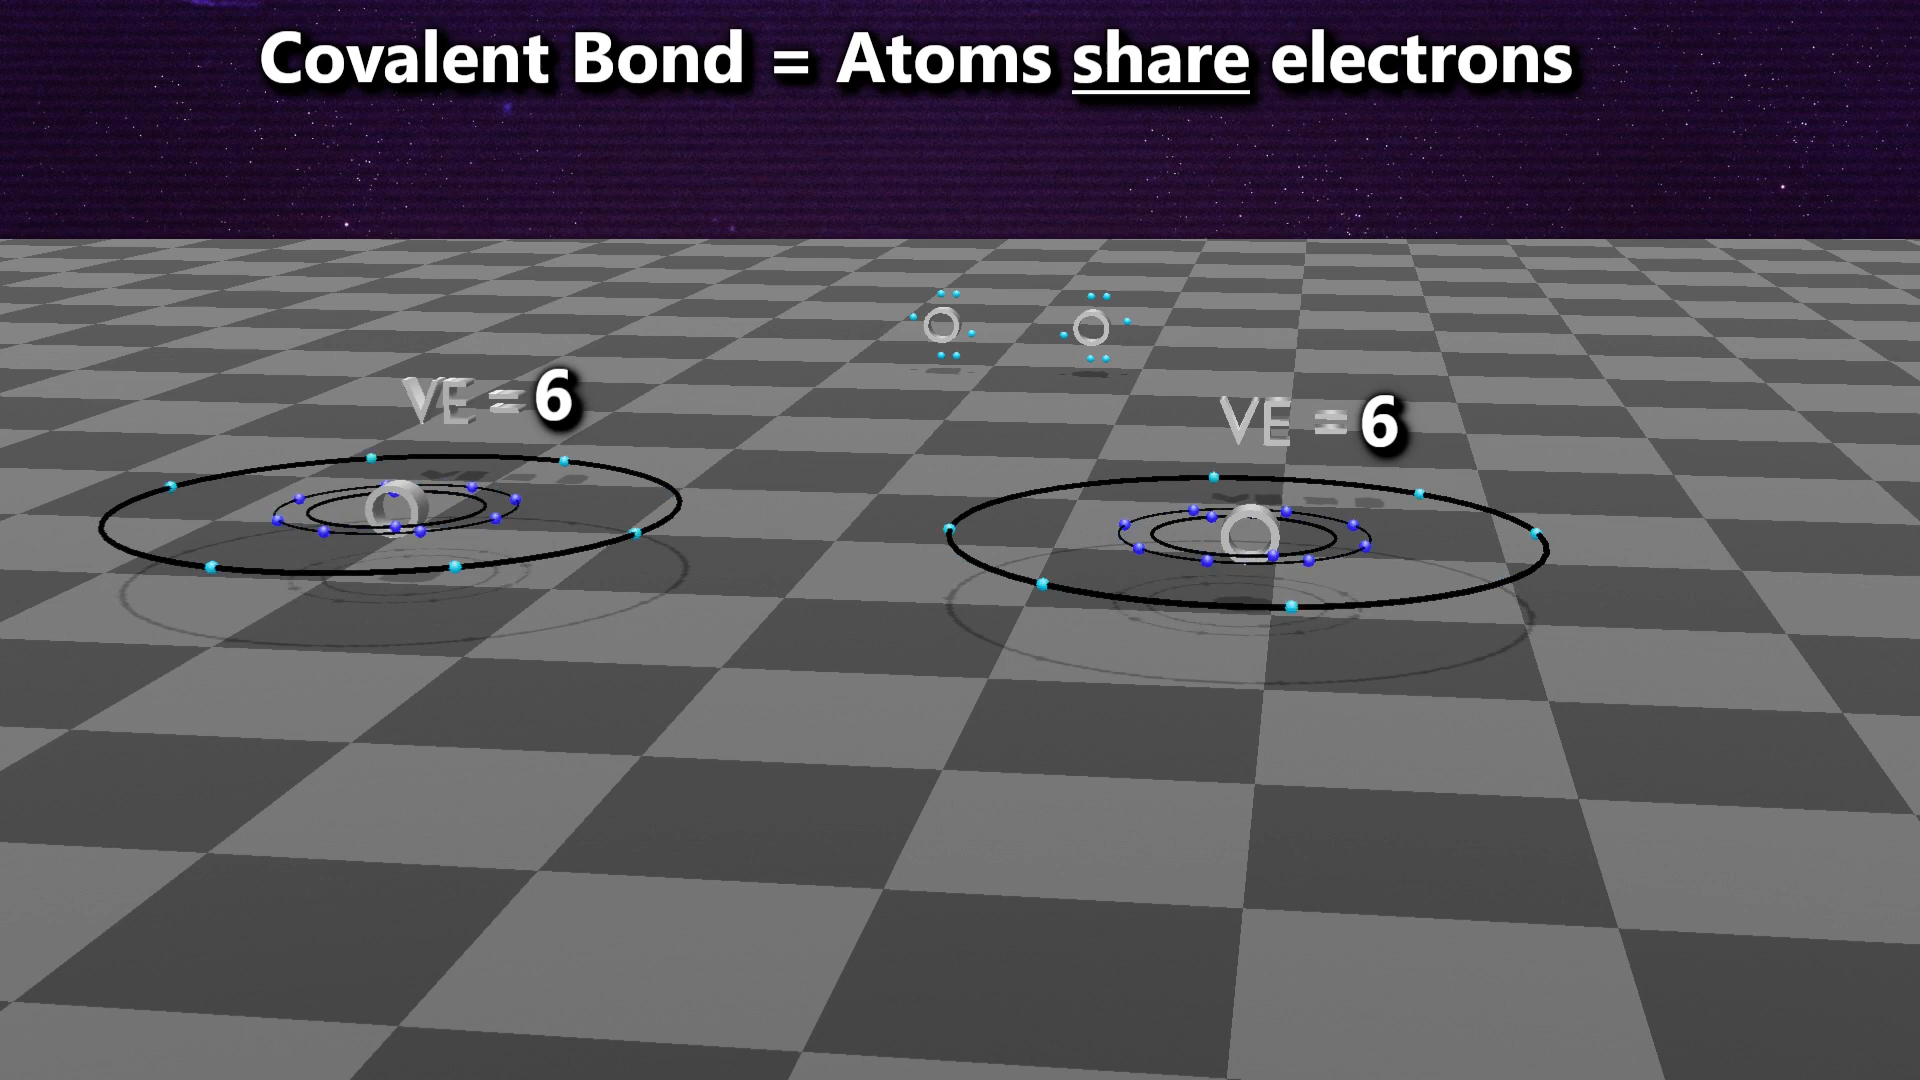 Covalent Bond = Atoms share electrons
O O
VE = 6
VE = 6
O
O